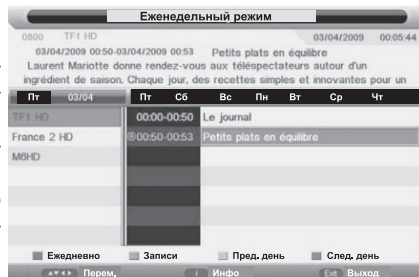 Еженедельный режим
0800 TF1 HD 03/04/2009 00:05:44
03/04/2009 00:50-03/04/2009 00:53 Petits plats en équilibre
Laurent Mariotte donne rendez-vous aux téléspectateurs autour d'un
ingrédient de saison. Chaque jour, des recettes simples et innovantes pour un
Пт 03/04 Пт Сб Вс Пн Вт Ср Чт
TF1 HD 00:00-00:50 Le journal
France 2 HD 00:50-00:53 Petits plats en équilibre
M6HD
Ежедневно Записи Пред. день След. день
Перем. i Инфо Exit Выход